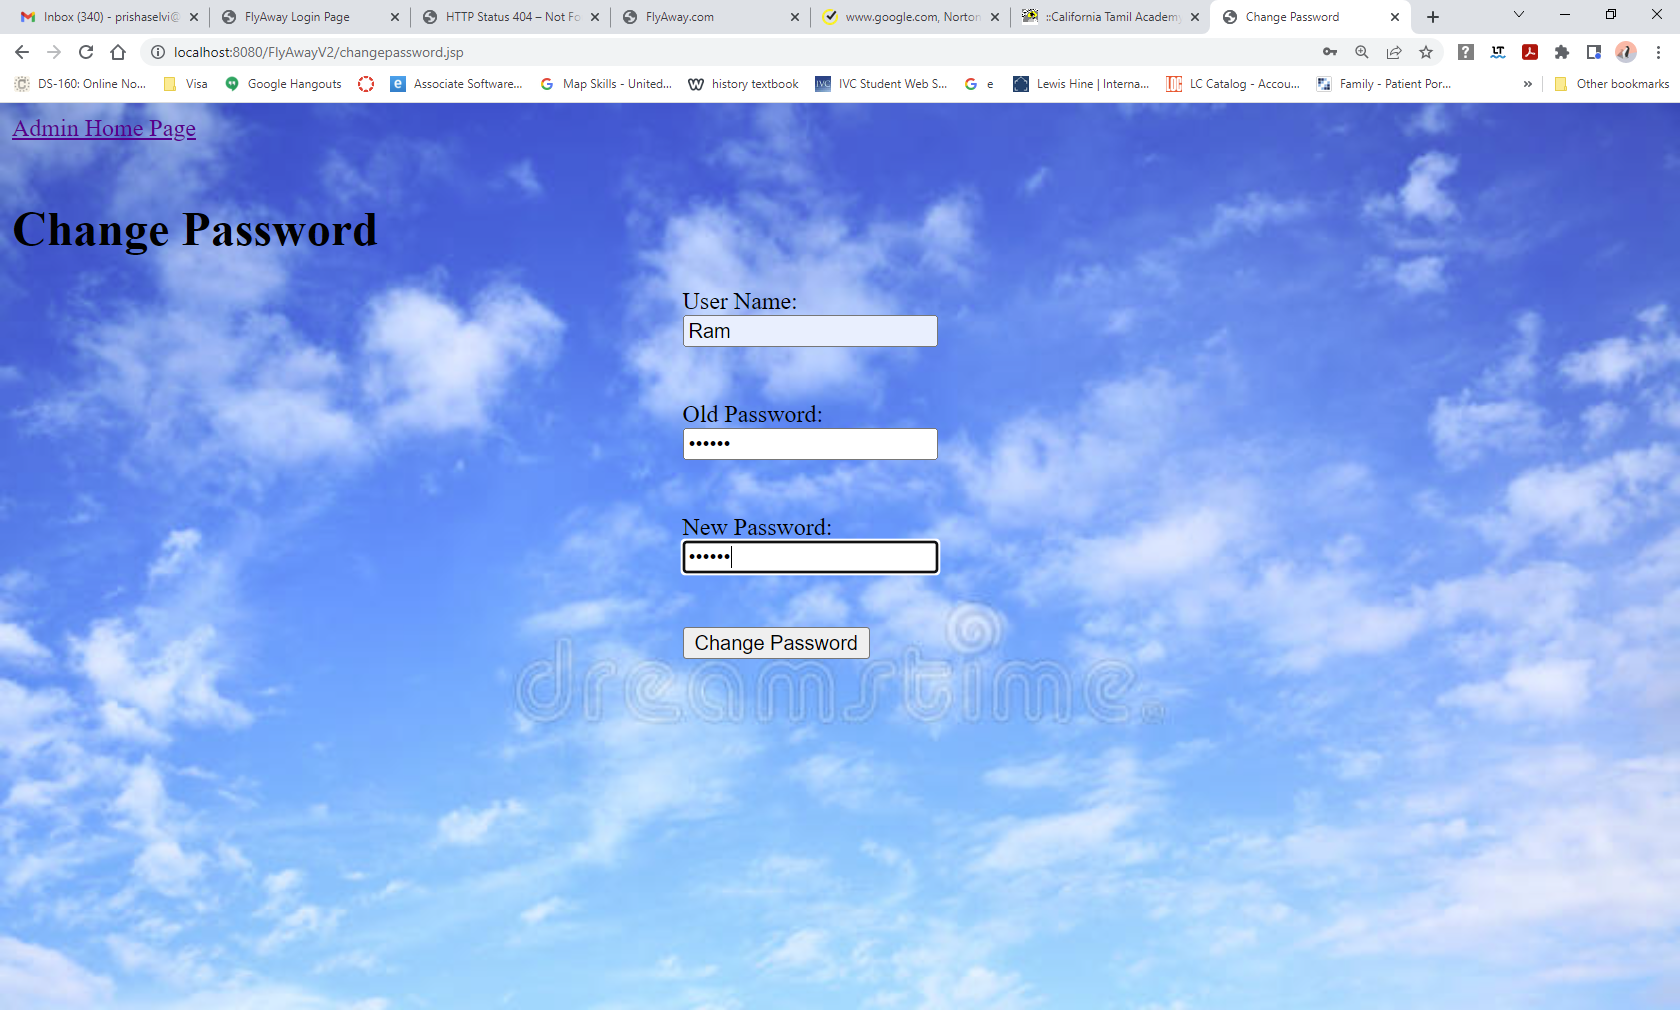 Inbox (340) - prishaselvi@
FlyAway Login Page
HTTP Status 404 – Not Fo
FlyAway.com
www.google.com, Norton
::California Tamil Academy
Change Password
localhost:8080/FlyAwayV2/changepassword.jsp
DS-160: Online No...
Visa
Google Hangouts
e
Associate Software...
Map Skills - United...
history textbook
IVC
IVC Student Web S...
e
Lewis Hine | Interna...
LC Catalog - Accou...
Family - Patient Por...
»
Other bookmarks
Admin Home Page
Change Password
User Name:
Ram
Old Password:
••••••
New Password:
••••••
Change Password
dreamstime